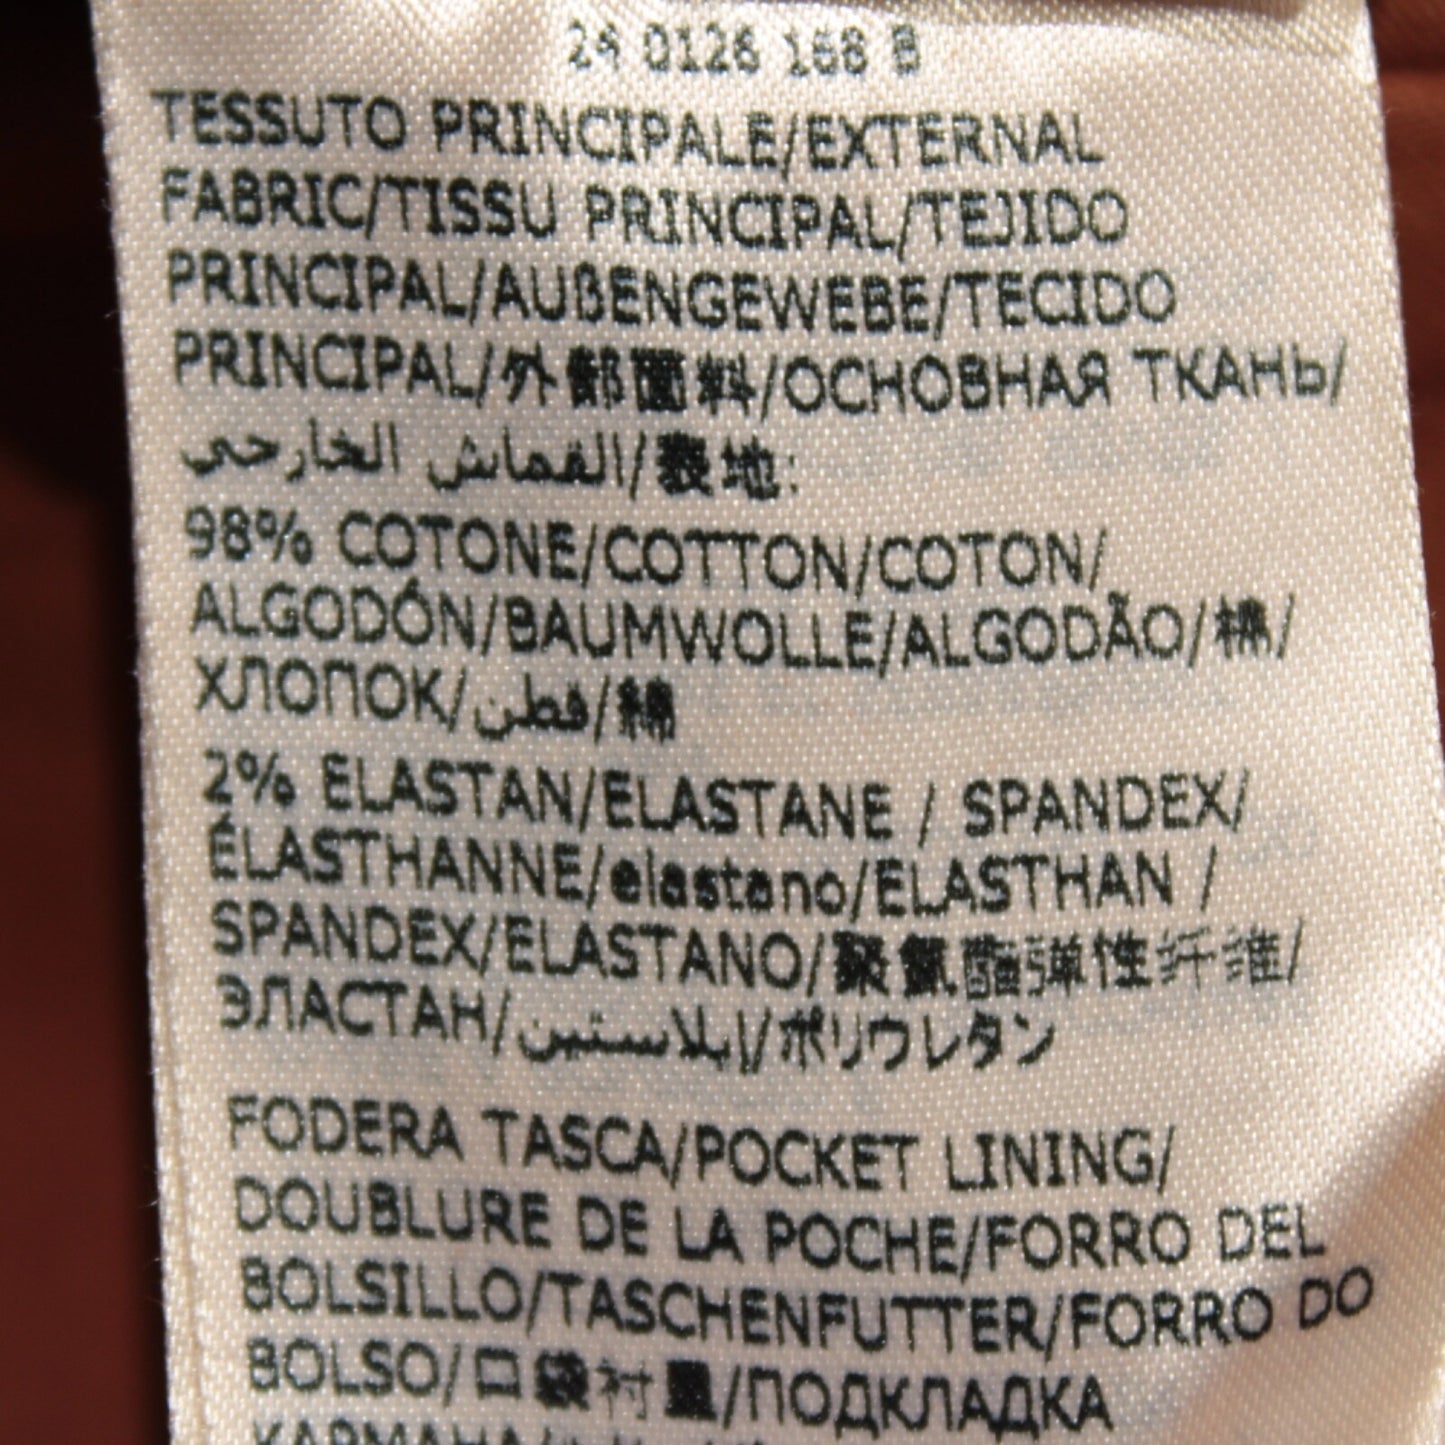 24 0126 168 B
TESSUTO PRINCIPALE/EXTERNAL
FABRIC/TISSU PRINCIPAL/TEJIDO
PRINCIPAL/AUßENGEWEBE/TECIDO
PRINCIPAL/外部面料/ОСНОВНАЯ ТКАНЬ/
القماش الخارجي/表地:
98% COTONE/COTTON/COTON/
ALGODÓN/BAUMWOLLE/ALGODÃO/棉/
ХЛОПОК/قطن/綿
2% ELASTAN/ELASTANE / SPANDEX/
ÉLASTHANNE/elastano/ELASTHAN /
SPANDEX/ELASTANO/聚氨酯弹性纤维/
ЭЛАСТАН/إيلاستين/ポリウレタン
FODERA TASCA/POCKET LINING/
DOUBLURE DE LA POCHE/FORRO DEL
BOLSILLO/TASCHENFUTTER/FORRO DO
BOLSO/口袋衬里/ПОДКЛАДКА
КАРМАНА/